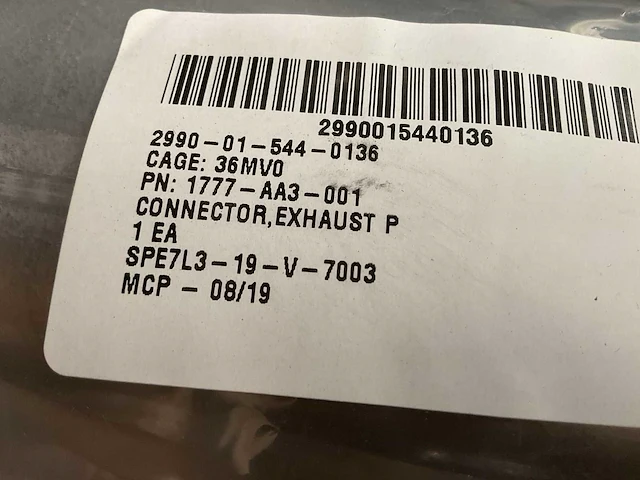 2990015440136
2990-01-544-0136
CAGE: 36MV0
PN: 1777-AA3-001
CONNECTOR,EXHAUST P
1 EA
SPE7L3-19-V-7003
MCP - 08/19